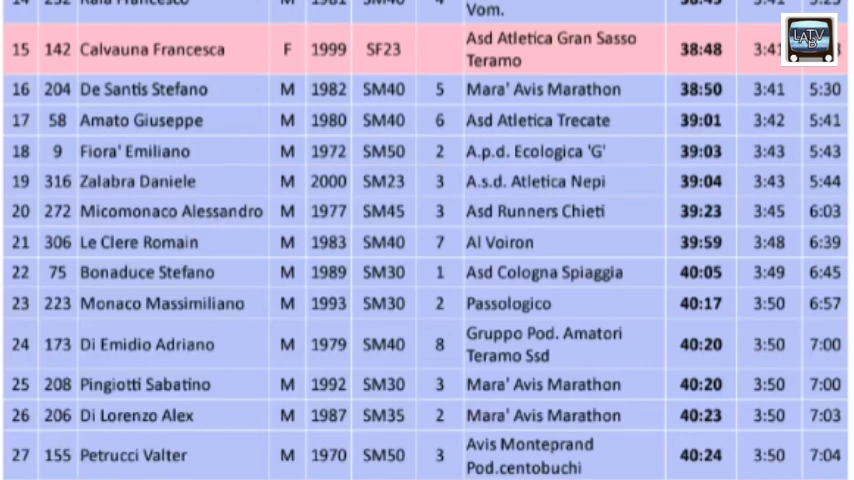 Vom.
15 142 Calvauna Francesca F 1999 SF23 Asd Atletica Gran Sasso Teramo 38:48 3:41
LATV
16 204 De Santis Stefano M 1982 SM40 5 Mara' Avis Marathon 38:50 3:41 5:30
17 58 Amato Giuseppe M 1980 SM40 6 Asd Atletica Trecate 39:01 3:42 5:41
18 9 Fiora' Emiliano M 1972 SM50 2 A.p.d. Ecologica 'G' 39:03 3:43 5:43
19 316 Zalabra Daniele M 2000 SM23 3 A.s.d. Atletica Nepi 39:04 3:43 5:44
20 272 Micomonaco Alessandro M 1977 SM45 3 Asd Runners Chieti 39:23 3:45 6:03
21 306 Le Clere Romain M 1983 SM40 7 Al Voiron 39:59 3:48 6:39
22 75 Bonaduce Stefano M 1989 SM30 1 Asd Cologna Spiaggia 40:05 3:49 6:45
23 223 Monaco Massimiliano M 1993 SM30 2 Passologico 40:17 3:50 6:57
24 173 Di Emidio Adriano M 1979 SM40 8 Gruppo Pod. Amatori Teramo Ssd 40:20 3:50 7:00
25 208 Pingiotti Sabatino M 1992 SM30 3 Mara' Avis Marathon 40:20 3:50 7:00
26 206 Di Lorenzo Alex M 1987 SM35 2 Mara' Avis Marathon 40:23 3:50 7:03
27 155 Petrucci Valter M 1970 SM50 3 Avis Monteprand Pod.centobuchi 40:24 3:50 7:04